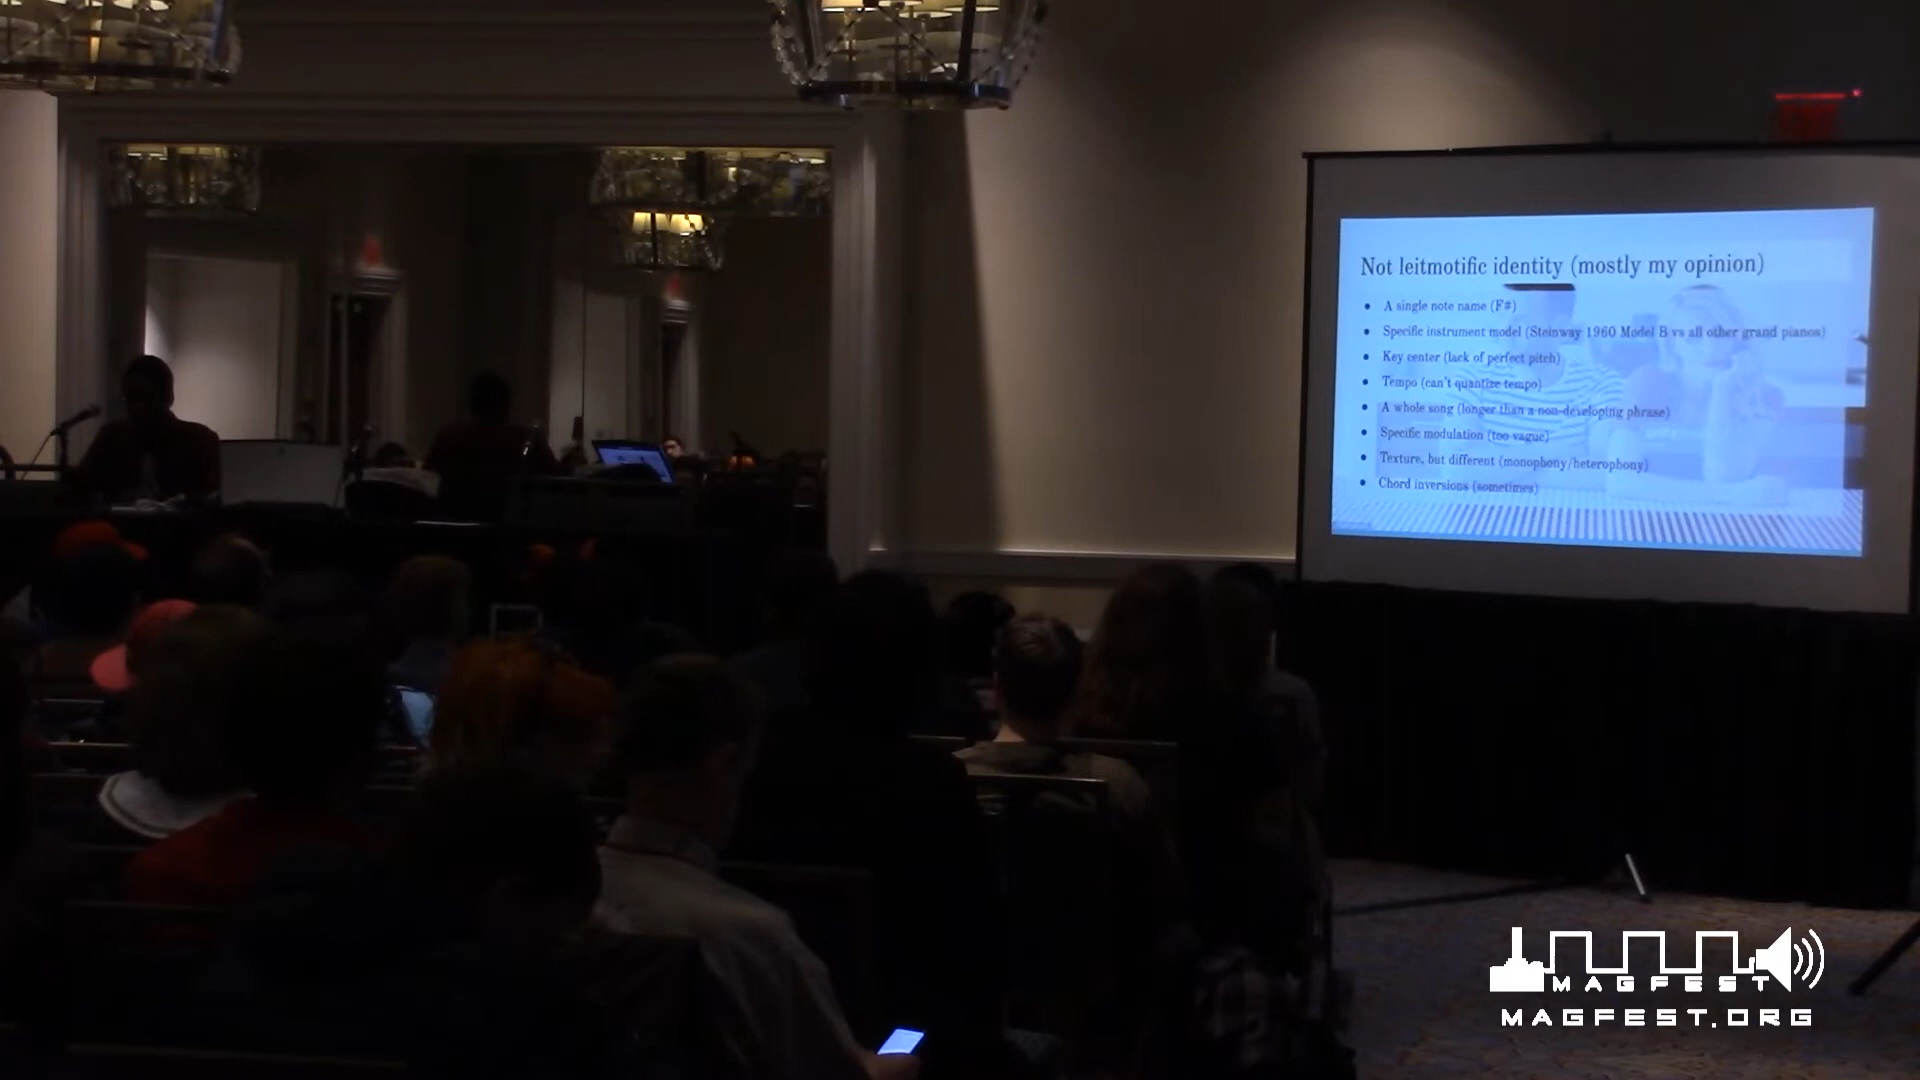 Not leitmotific identity (mostly my opinion)
• A single note name (F#)
• Specific instrument model (Steinway 1960 Model B vs all other grand pianos)
• Key center (lack of perfect pitch)
• Tempo (can't quantize tempo)
• A whole song (longer than a non-developing phrase)
• Specific modulation (too vague)
• Texture, but different (monophony/heterophony)
• Chord inversions (sometimes)
MAGFEST
MAGFEST.ORG